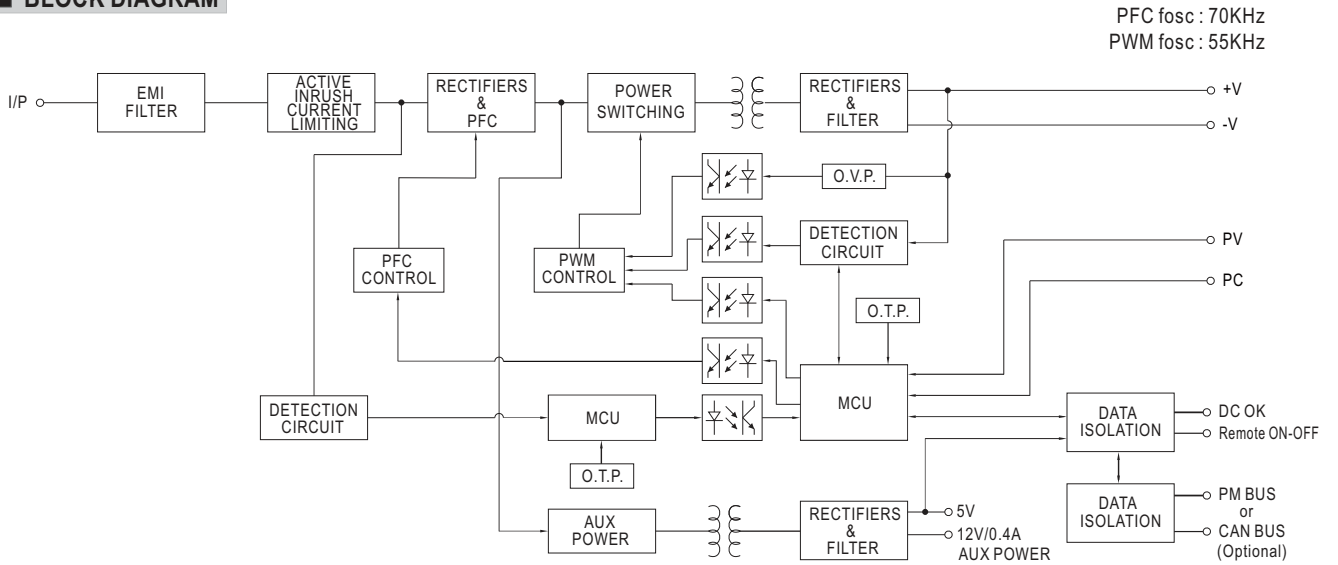 BLOCK DIAGRAM
PFC fosc : 70KHz
PWM fosc : 55KHz
I/P
EMI
FILTER
ACTIVE
INRUSH
CURRENT
LIMITING
RECTIFIERS
&
PFC
POWER
SWITCHING
RECTIFIERS
&
FILTER
+V
-V
O.V.P.
DETECTION
CIRCUIT
PFC
CONTROL
PWM
CONTROL
PV
PC
O.T.P.
MCU
DETECTION
CIRCUIT
MCU
O.T.P.
DATA
ISOLATION
DC OK
Remote ON-OFF
DATA
ISOLATION
PM BUS
or
CAN BUS
(Optional)
AUX
POWER
RECTIFIERS
&
FILTER
5V
12V/0.4A
AUX POWER